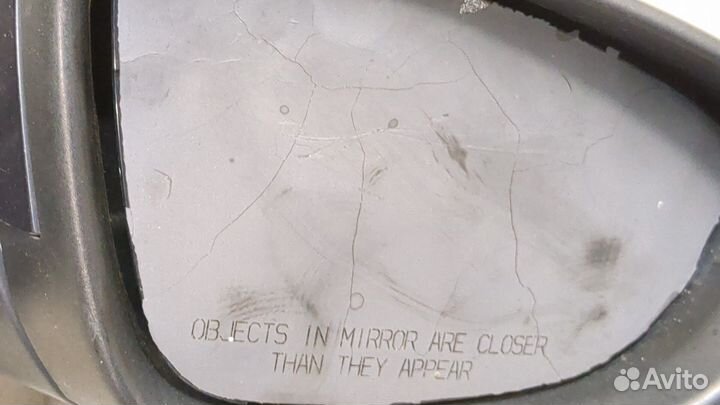 OBJECTS IN MIRROR ARE CLOSER
THAN THEY APPEAR
Avito